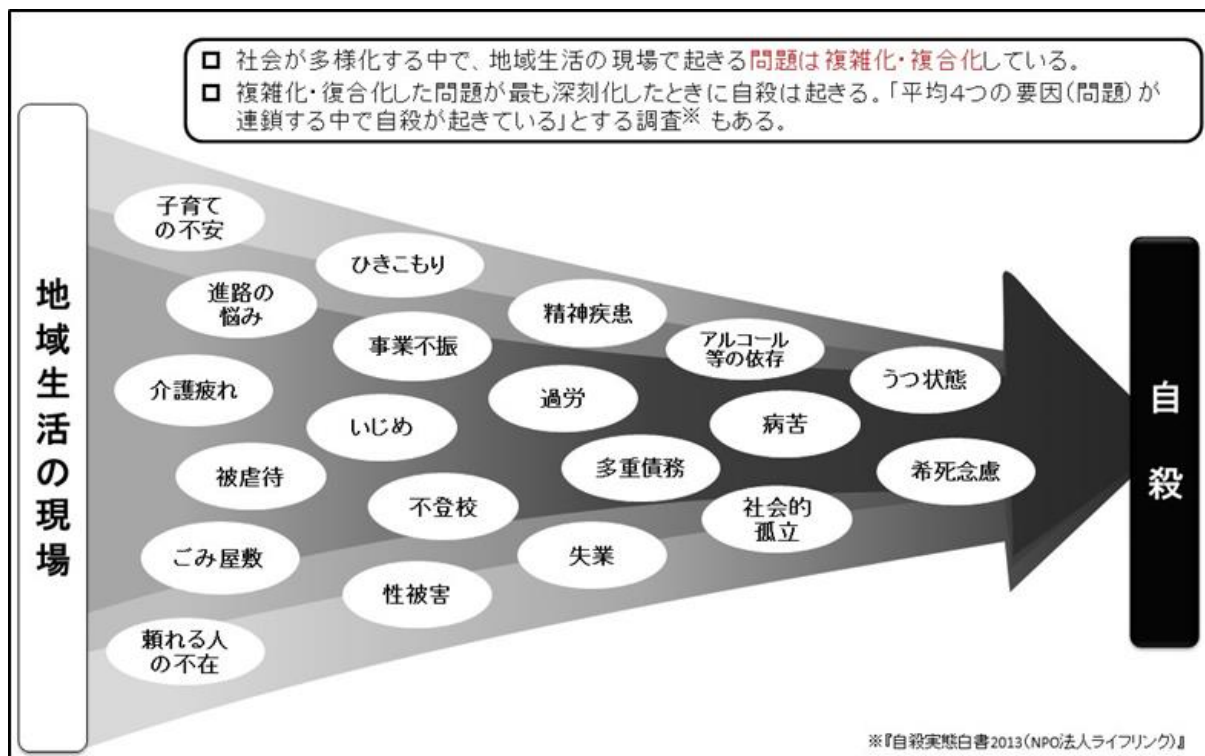 □ 社会が多様化する中で、地域生活の現場で起きる問題は複雑化・複合化している。
□ 複雑化・復合化した問題が最も深刻化したときに自殺は起きる。「平均4つの要因(問題)が
連鎖する中で自殺が起きている」とする調査※ もある。
地域生活の現場
子育て
の不安
ひきこもり
進路の
悩み
精神疾患
事業不振
アルコール
等の依存
うつ状態
介護疲れ
過労
いじめ
病苦
被虐待
多重債務
希死念慮
不登校
社会的
孤立
ごみ屋敷
失業
性被害
頼れる人
の不在
自殺
※『自殺実態白書2013(NPO法人ライフリンク)』